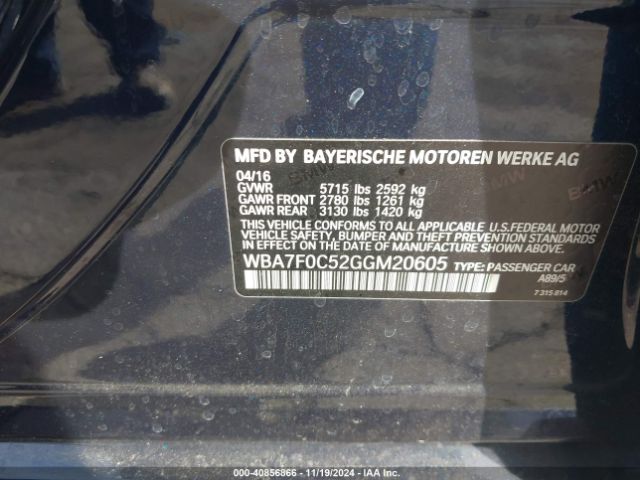 MFD BY BAYERISCHE MOTOREN WERKE AG
04/16
GVWR 5715 lbs 2592 kg
GAWR FRONT 2780 lbs 1261 kg
GAWR REAR 3130 lbs 1420 kg
THIS VEHICLE CONFORMS TO ALL APPLICABLE U.S.FEDERAL MOTOR
VEHICLE SAFETY, BUMPER AND THEFT PREVENTION STANDARDS
IN EFFECT ON THE DATE OF MANUFACTURE SHOWN ABOVE.
WBA7F0C52GGM20605 TYPE: PASSENGER CAR
A89/5
7 315 814
00-40856866 - 11/19/2024 - IAA Inc.